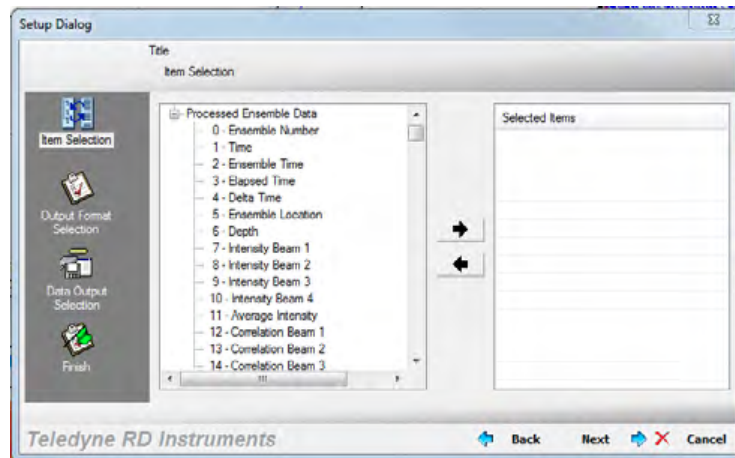 Setup Dialog
Title
Item Selection
Item Selection
Output Format
Selection
Data Output
Selection
Finish
Processed Ensemble Data
0 - Ensemble Number
1 - Time
2 - Ensemble Time
3 - Elapsed Time
4 - Delta Time
5 - Ensemble Location
6 - Depth
7 - Intensity Beam 1
8 - Intensity Beam 2
9 - Intensity Beam 3
10 - Intensity Beam 4
11 - Average Intensity
12 - Correlation Beam 1
13 - Correlation Beam 2
14 - Correlation Beam 3
Selected Items
Teledyne RD Instruments
Back Next Cancel